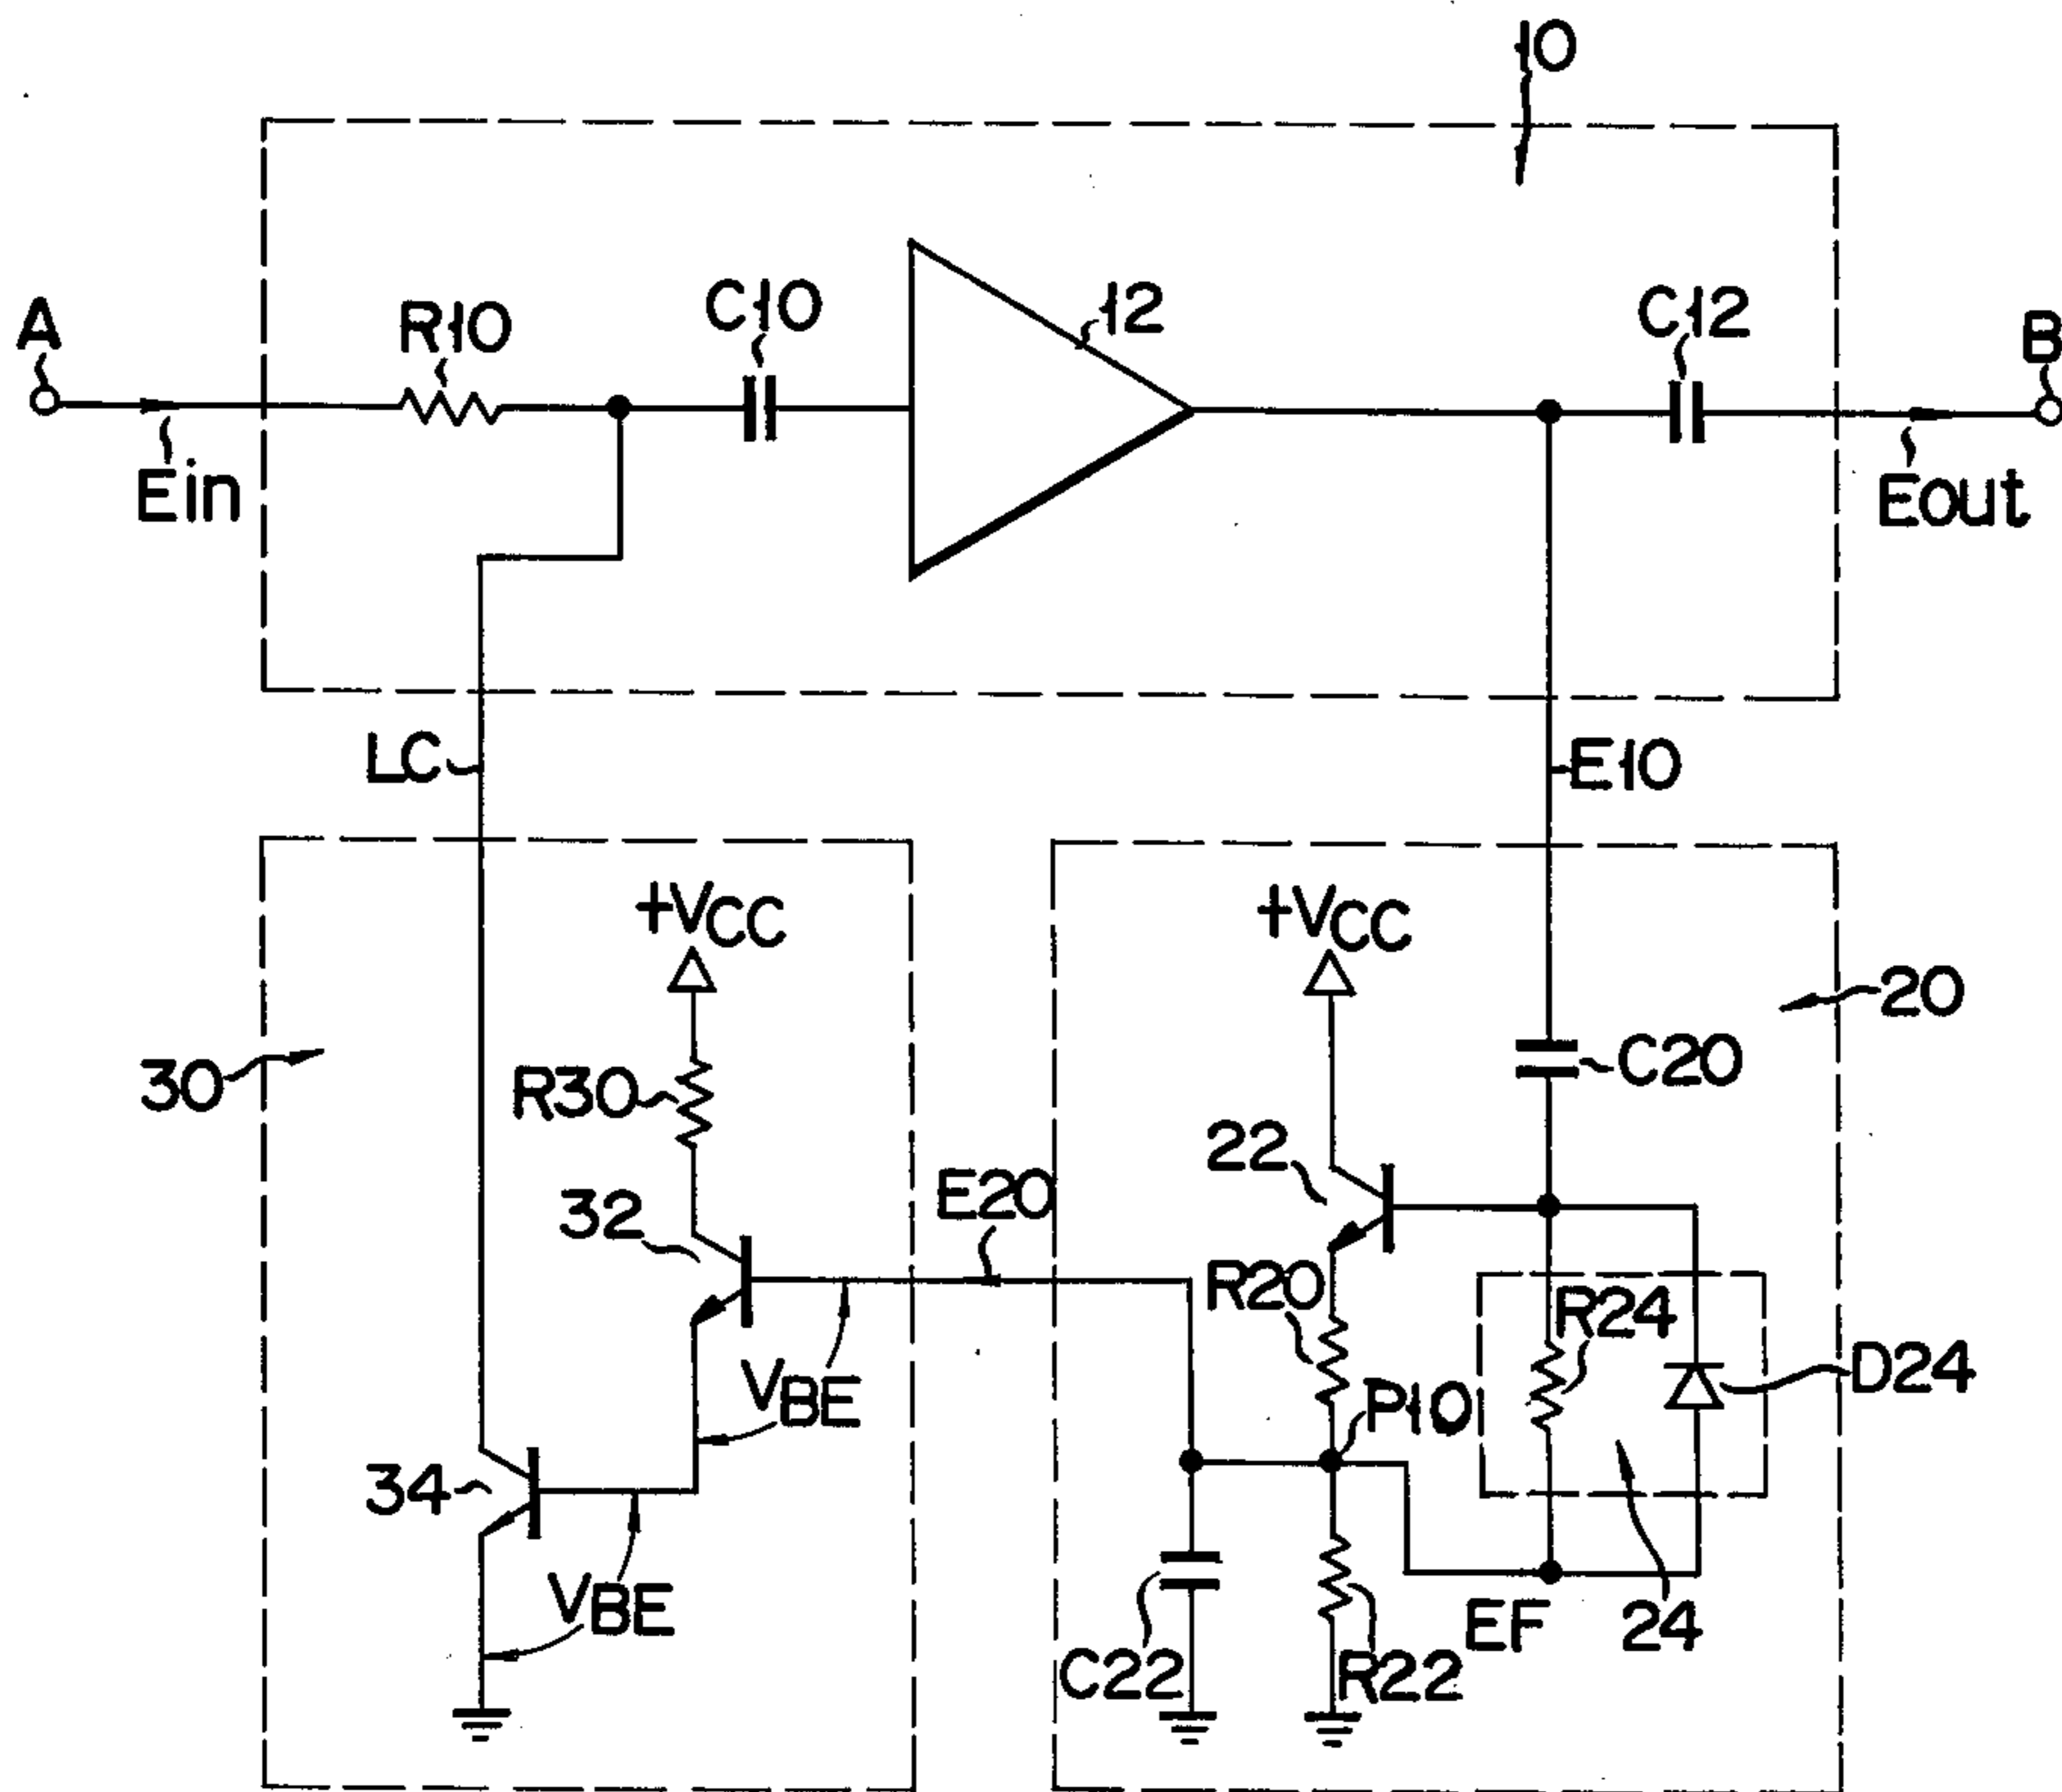 10
A
R10
C10
12
C12
B
Ein
Eout
LC
E10
+VCC
+VCC
20
30
R30
C20
22
32
E20
R20
R24
VBE
P10
D24
34
VBE
EF
24
C22
R22